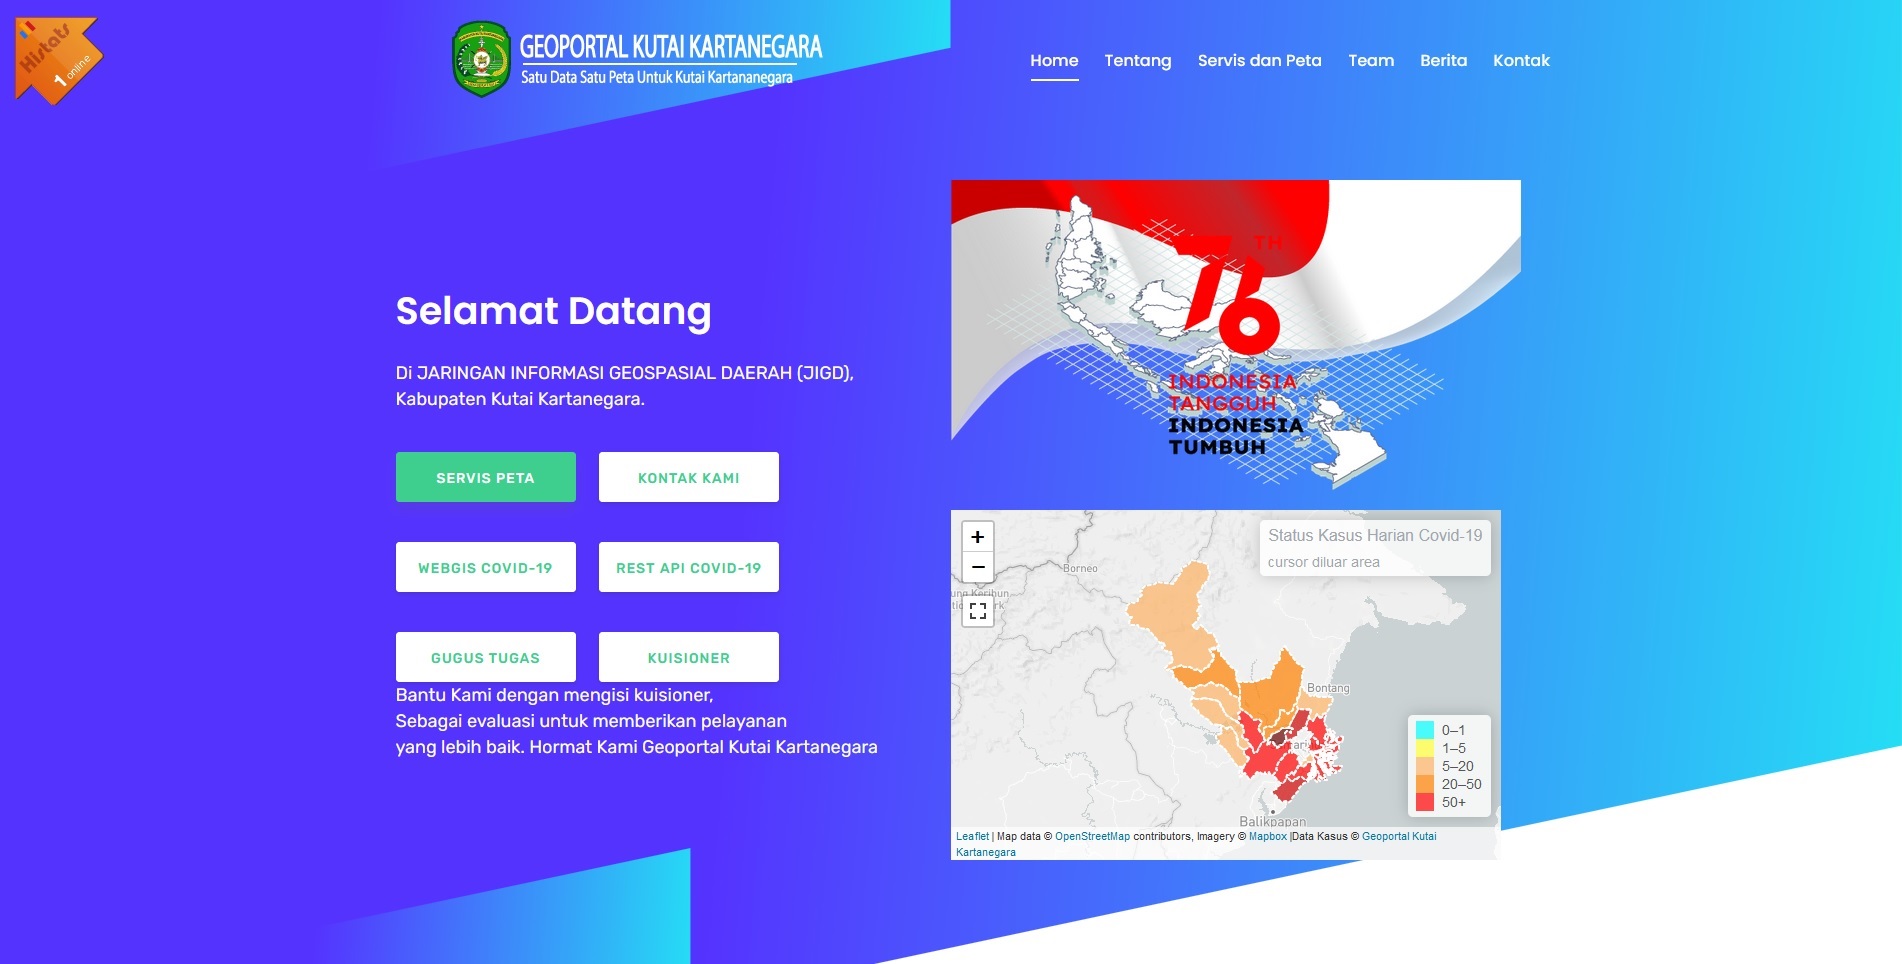 Histats
1 online
GEOPORTAL KUTAI KARTANEGARA
Satu Data Satu Peta Untuk Kutai Kartananegara
Home Tentang Servis dan Peta Team Berita Kontak
Selamat Datang
Di JARINGAN INFORMASI GEOSPASIAL DAERAH (JIGD),
Kabupaten Kutai Kartanegara.
SERVIS PETA KONTAK KAMI
WEBGIS COVID-19 REST API COVID-19
GUGUS TUGAS KUISIONER
Bantu Kami dengan mengisi kuisioner,
Sebagai evaluasi untuk memberikan pelayanan
yang lebih baik. Hormat Kami Geoportal Kutai Kartanegara
76 TH
INDONESIA
TANGGUH
INDONESIA
TUMBUH
+
−
Status Kasus Harian Covid-19
cursor diluar area
Borneo
Bontang
Balikpapan
0–1
1–5
5–20
20–50
50+
Leaflet | Map data © OpenStreetMap contributors, Imagery © Mapbox |Data Kasus © Geoportal Kutai
Kartanegara